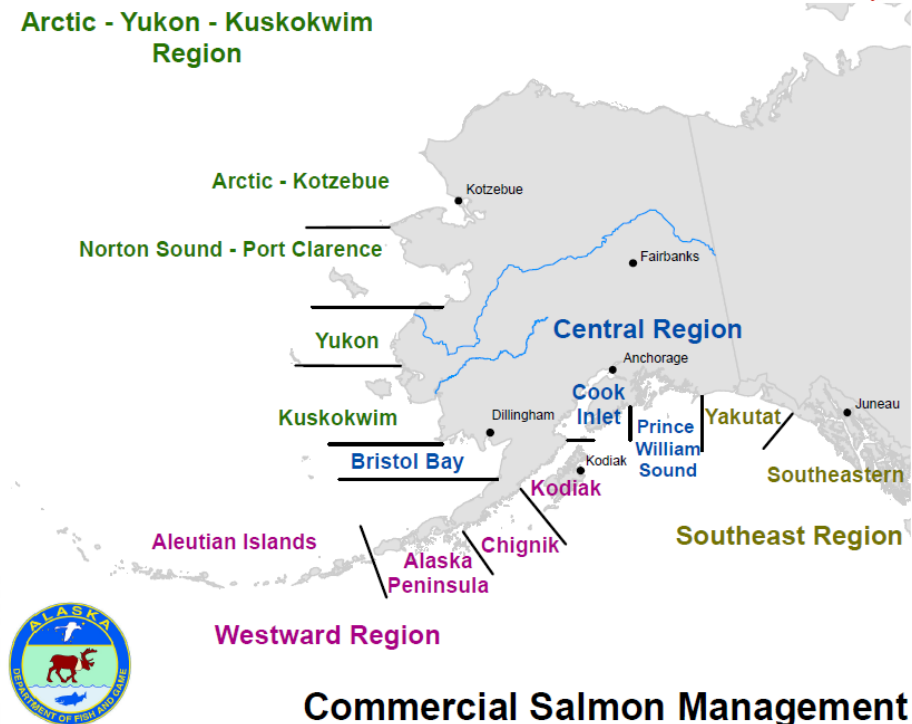 Arctic - Yukon - Kuskokwim
Region
Arctic - Kotzebue
Kotzebue
Norton Sound - Port Clarence
Fairbanks
Yukon
Central Region
Anchorage
Cook
Inlet
Kuskokwim
Dillingham
Prince
William
Sound
Yakutat
Juneau
Bristol Bay
Kodiak
Kodiak
Southeastern
Southeast Region
Aleutian Islands
Alaska
Peninsula
Chignik
Westward Region
ALASKA
DEPARTMENT OF FISH AND GAME
Commercial Salmon Management